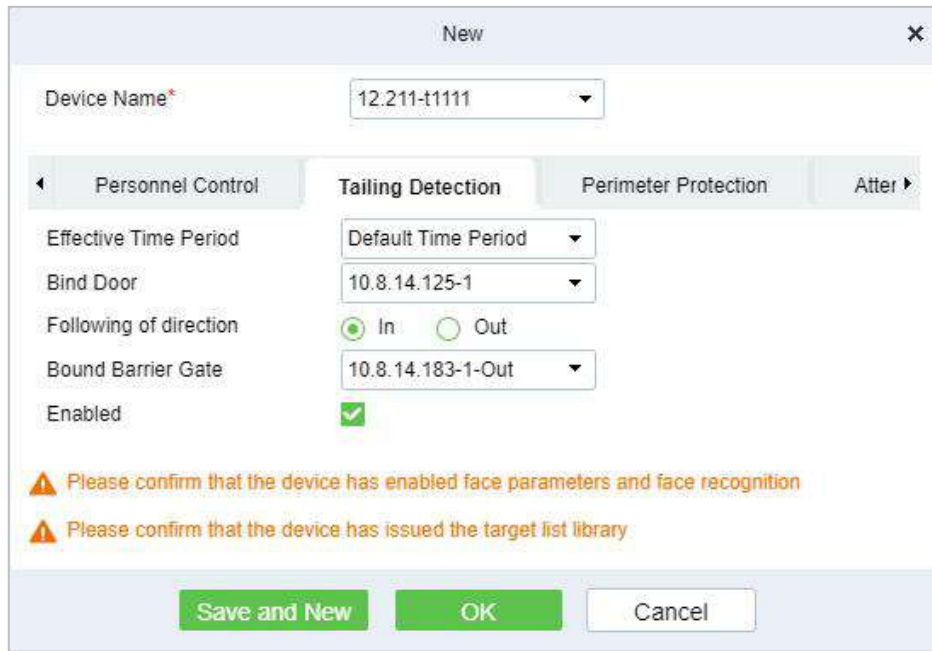 New
Device Name*
12.211-t1111
Personnel Control Tailing Detection Perimeter Protection Atter
Effective Time Period Default Time Period
Bind Door 10.8.14.125-1
Following of direction In Out
Bound Barrier Gate 10.8.14.183-1-Out
Enabled
Please confirm that the device has enabled face parameters and face recognition
Please confirm that the device has issued the target list library
Save and New OK Cancel